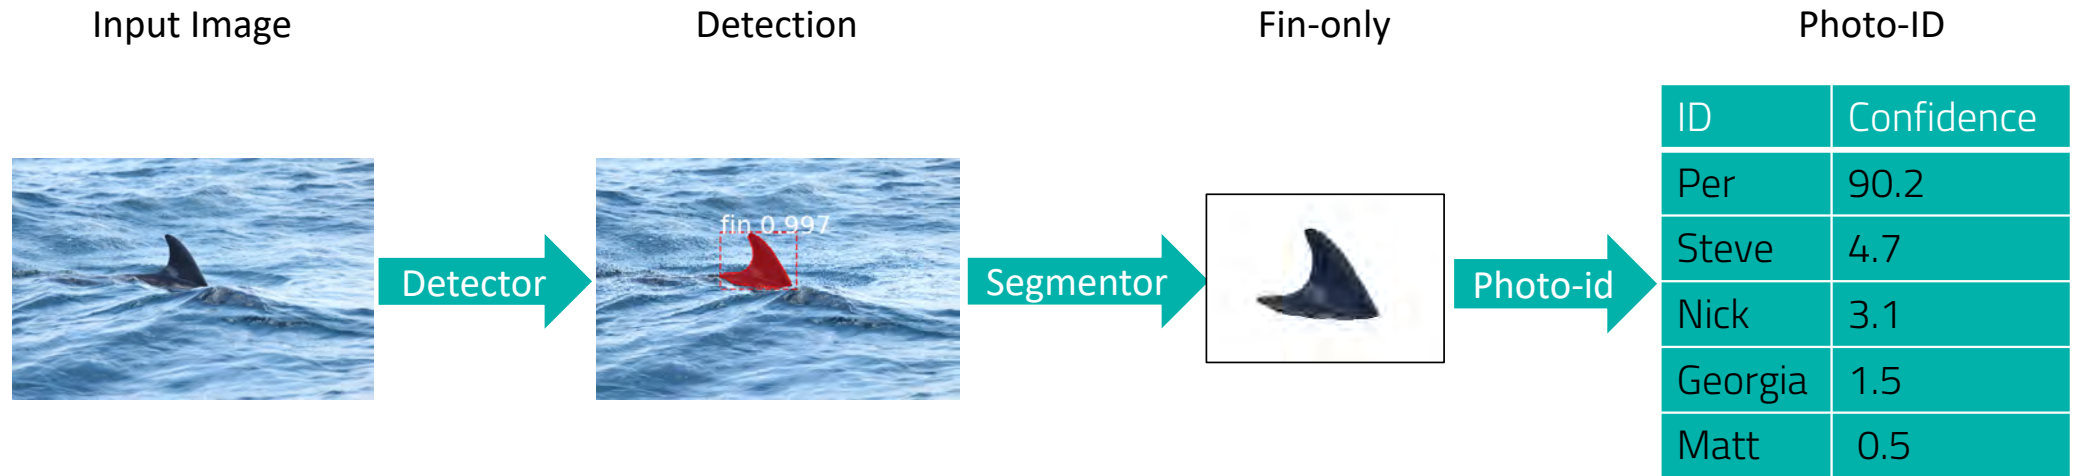 Input Image
Detection
Fin-only
Photo-ID
Detector
fin 0.997
Segmentor
Photo-id
ID Confidence
Per 90.2
Steve 4.7
Nick 3.1
Georgia 1.5
Matt 0.5